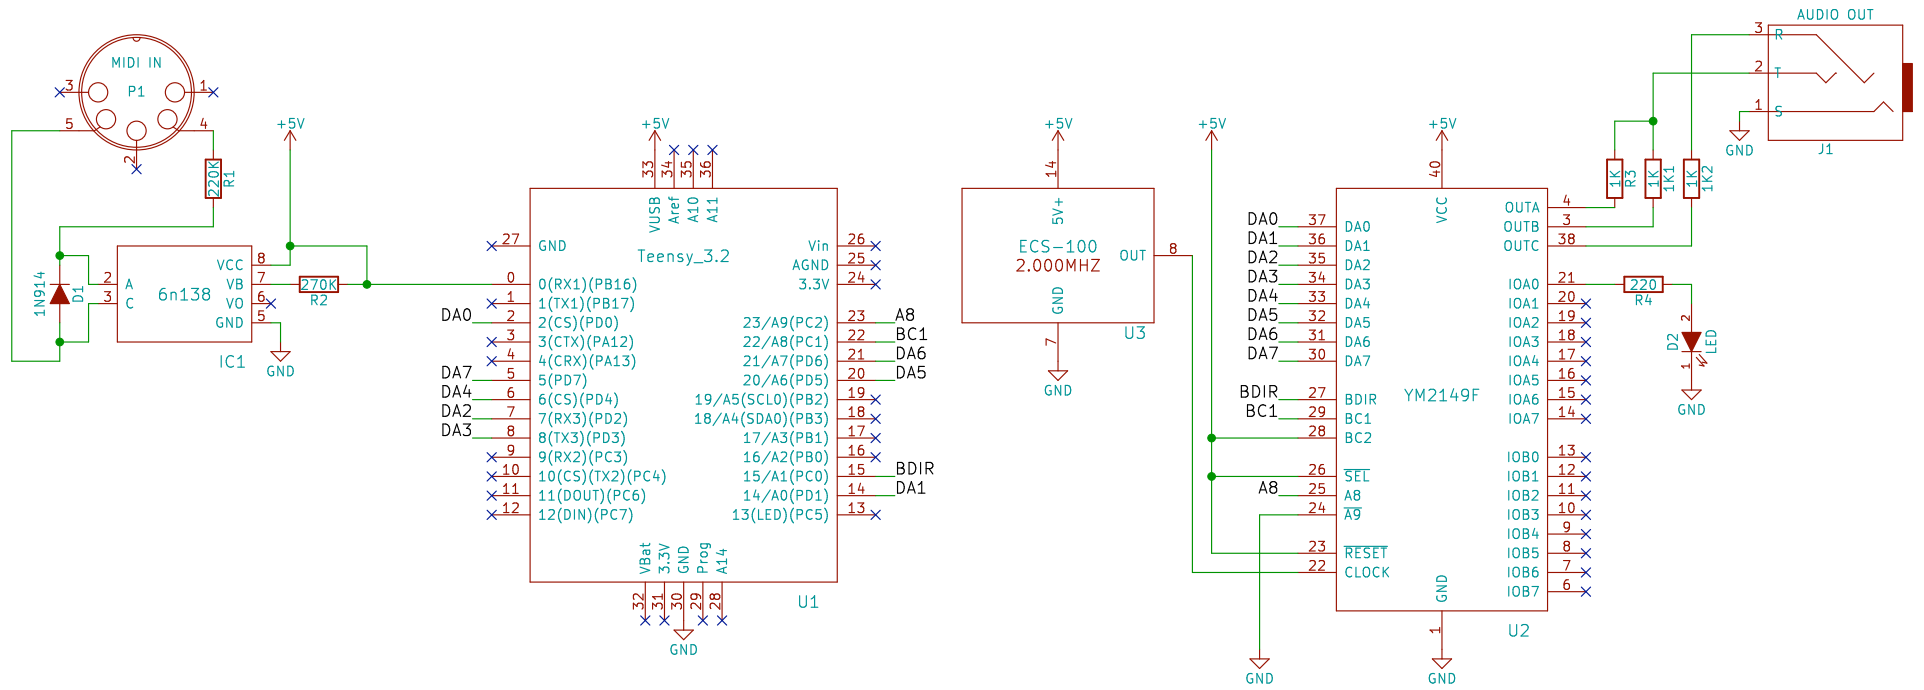 MIDI IN
P1
3
1
5
4
2
220K
R1
+5V
1N914
D1
2
3
A
C
6n138
VCC
VB
VO
GND
8
7
6
5
IC1
270K
R2
GND
+5V
33
34
35
36
VUSB
Aref
A10
A11
Teensy_3.2
27 GND
0 0(RX1)(PB16)
1 1(TX1)(PB17)
DA0 2 2(CS)(PD0)
3 3(CTX)(PA12)
4 4(CRX)(PA13)
DA7 5 5(PD7)
DA4 6 6(CS)(PD4)
DA2 7 7(RX3)(PD2)
DA3 8 8(TX3)(PD3)
9 9(RX2)(PC3)
10 10(CS)(TX2)(PC4)
11 11(DOUT)(PC6)
12 12(DIN)(PC7)
Vin 26
AGND 25
3.3V 24
23/A9(PC2) 23 A8
22/A8(PC1) 22 BC1
21/A7(PD6) 21 DA6
20/A6(PD5) 20 DA5
19/A5(SCL0)(PB2) 19
18/A4(SDA0)(PB3) 18
17/A3(PB1) 17
16/A2(PB0) 16
15/A1(PC0) 15 BDIR
14/A0(PD1) 14 DA1
13(LED)(PC5) 13
VBat
3.3V
GND
Prog
A14
32
31
30
29
28
U1
GND
+5V
14
5V+
ECS-100
2.000MHZ
OUT 8
GND
7
U3
GND
+5V
+5V
40
VCC
DA0 37 DA0
DA1 36 DA1
DA2 35 DA2
DA3 34 DA3
DA4 33 DA4
DA5 32 DA5
DA6 31 DA6
DA7 30 DA7
BDIR 27 BDIR
BC1 29 BC1
28 BC2
26 SEL
A8 25 A8
24 A9
23 RESET
22 CLOCK
YM2149F
OUTA 4
OUTB 3
OUTC 38
IOA0 21
IOA1 20
IOA2 19
IOA3 18
IOA4 17
IOA5 16
IOA6 15
IOA7 14
IOB0 13
IOB1 12
IOB2 11
IOB3 10
IOB4 9
IOB5 8
IOB6 7
IOB7 6
GND
1
U2
GND
GND
1K
R3
1K
1K1
1K
1K2
220
R4
2
D2
LED
1
GND
AUDIO OUT
3 R
2 T
1 S
J1
GND